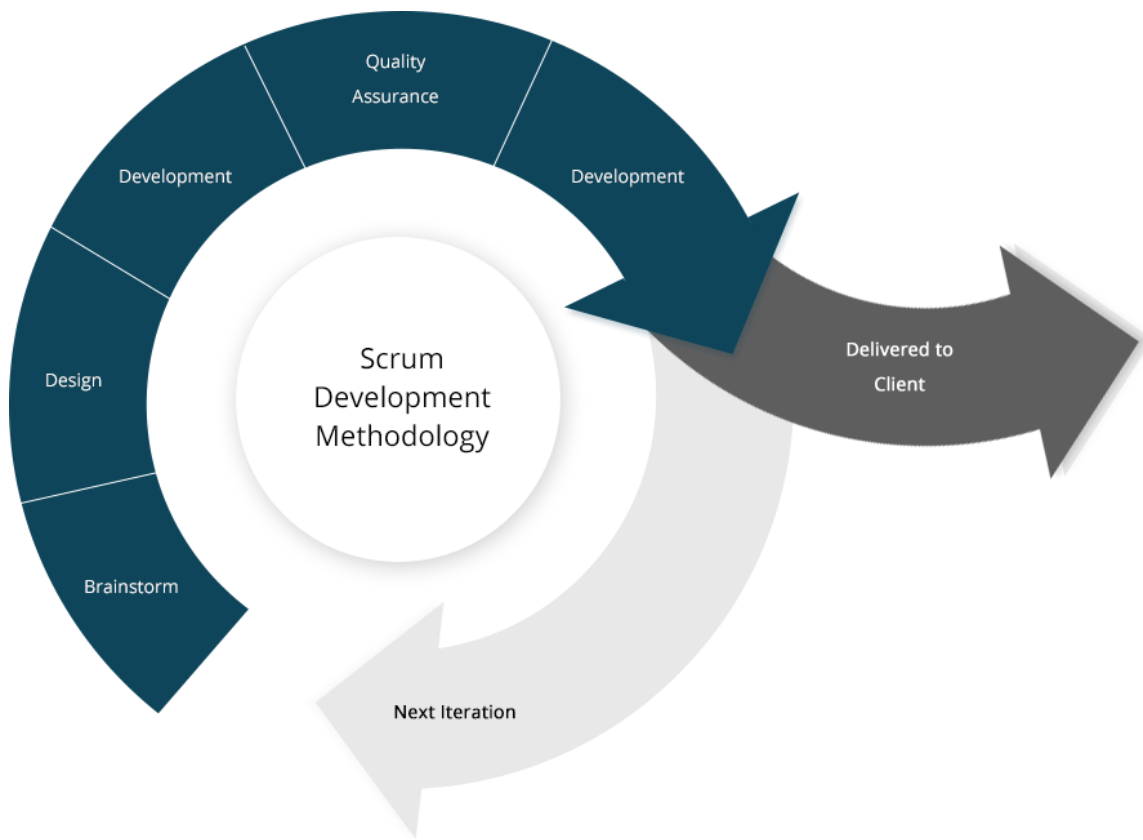 Quality
Assurance
Development
Development
Design
Brainstorm
Scrum
Development
Methodology
Delivered to
Client
Next Iteration